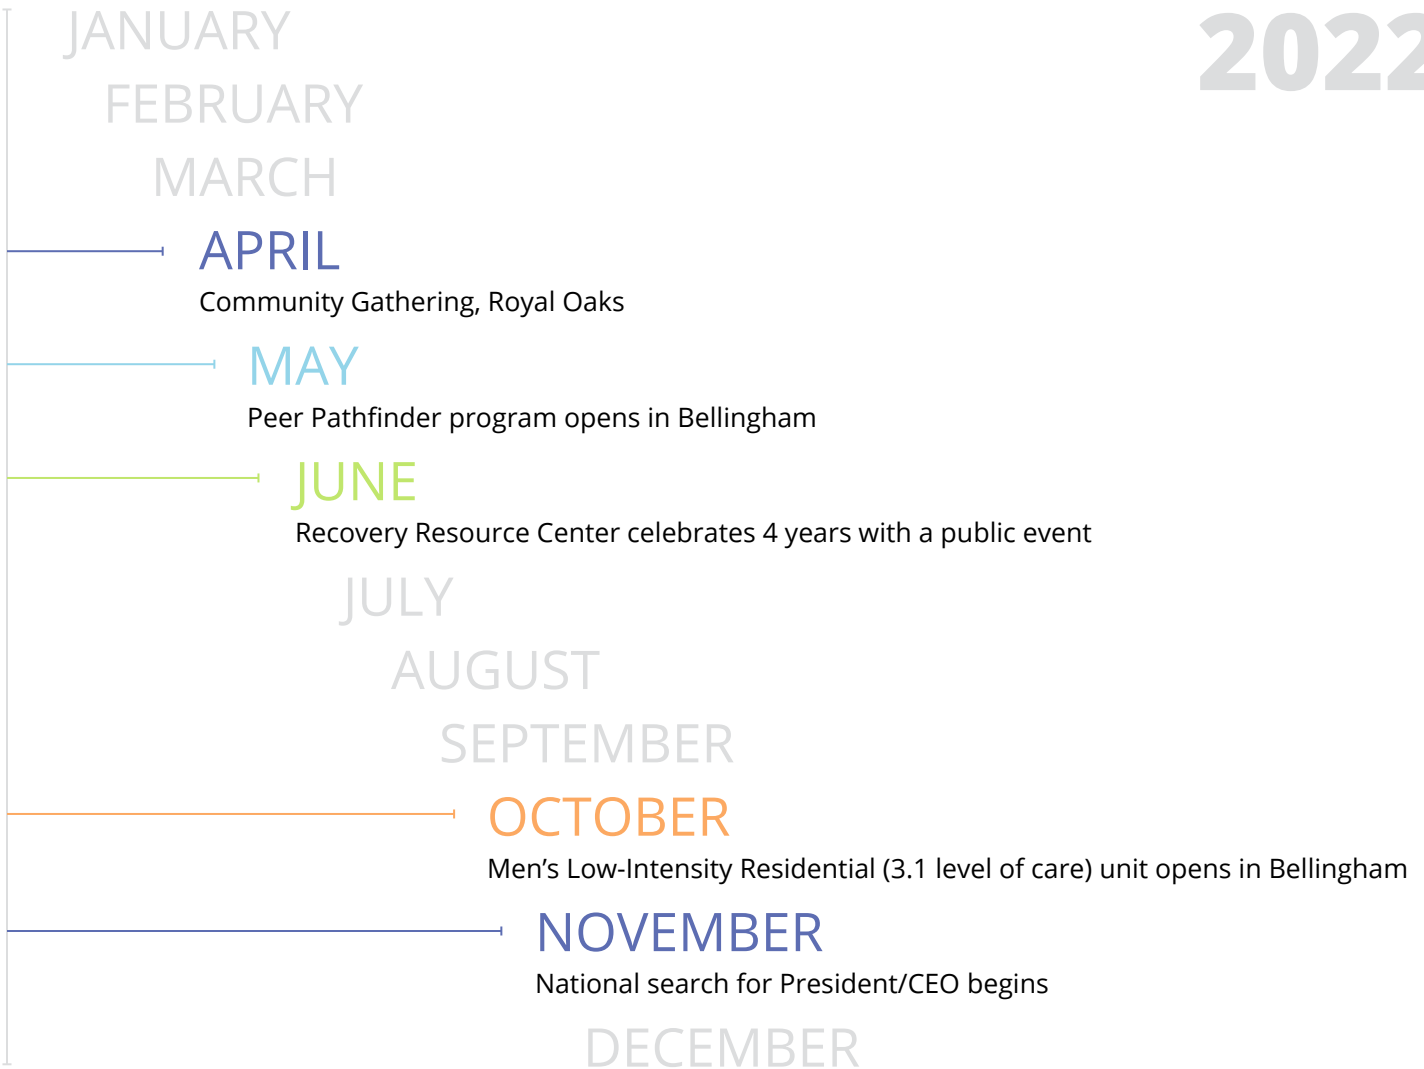 JANUARY
2022
FEBRUARY
MARCH
APRIL
Community Gathering, Royal Oaks
MAY
Peer Pathfinder program opens in Bellingham
JUNE
Recovery Resource Center celebrates 4 years with a public event
JULY
AUGUST
SEPTEMBER
OCTOBER
Men’s Low-Intensity Residential (3.1 level of care) unit opens in Bellingham
NOVEMBER
National search for President/CEO begins
DECEMBER